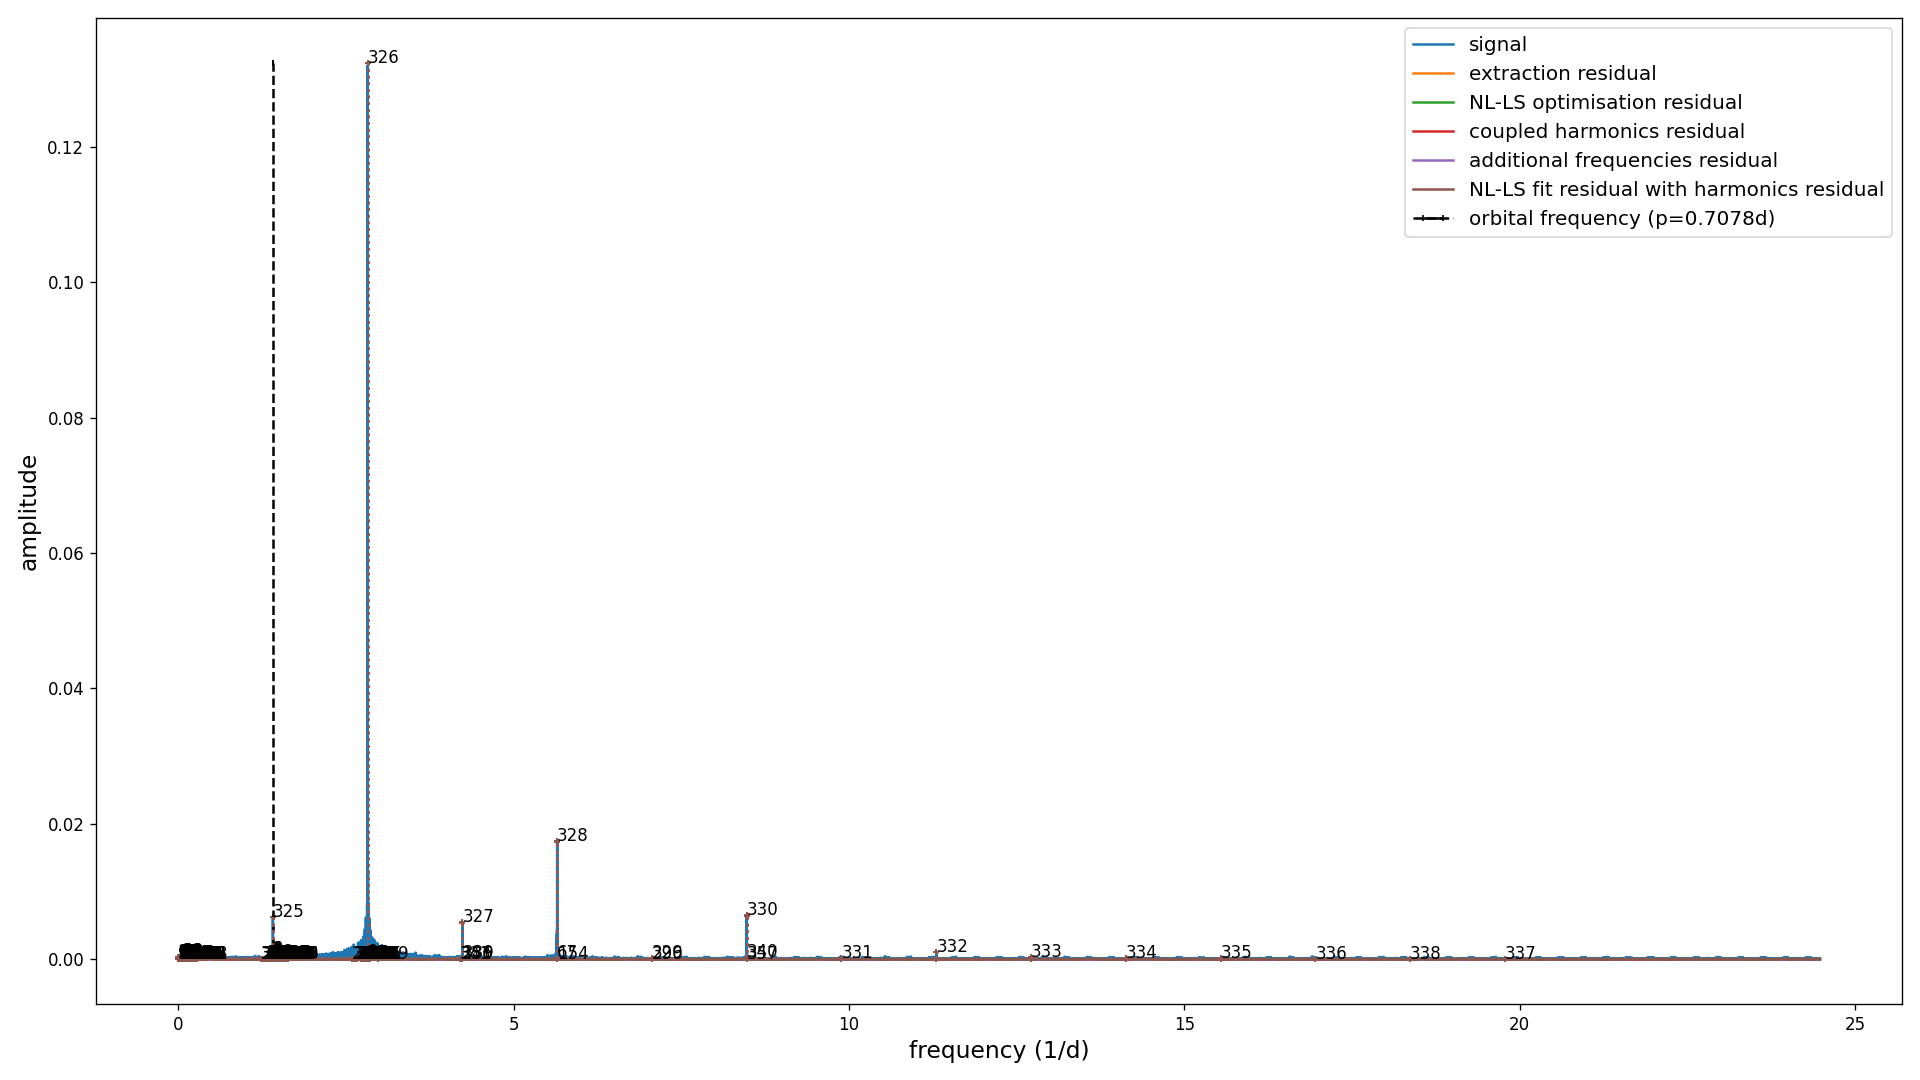 signal
extraction residual
NL-LS optimisation residual
coupled harmonics residual
additional frequencies residual
NL-LS fit residual with harmonics residual
orbital frequency (p=0.7078d)
326
0.12
0.10
0.08
amplitude
0.06
0.04
0.02
328
325
327
330
332
331
333
334
335
336
338
337
0.00
0
5
10
15
20
25
frequency (1/d)